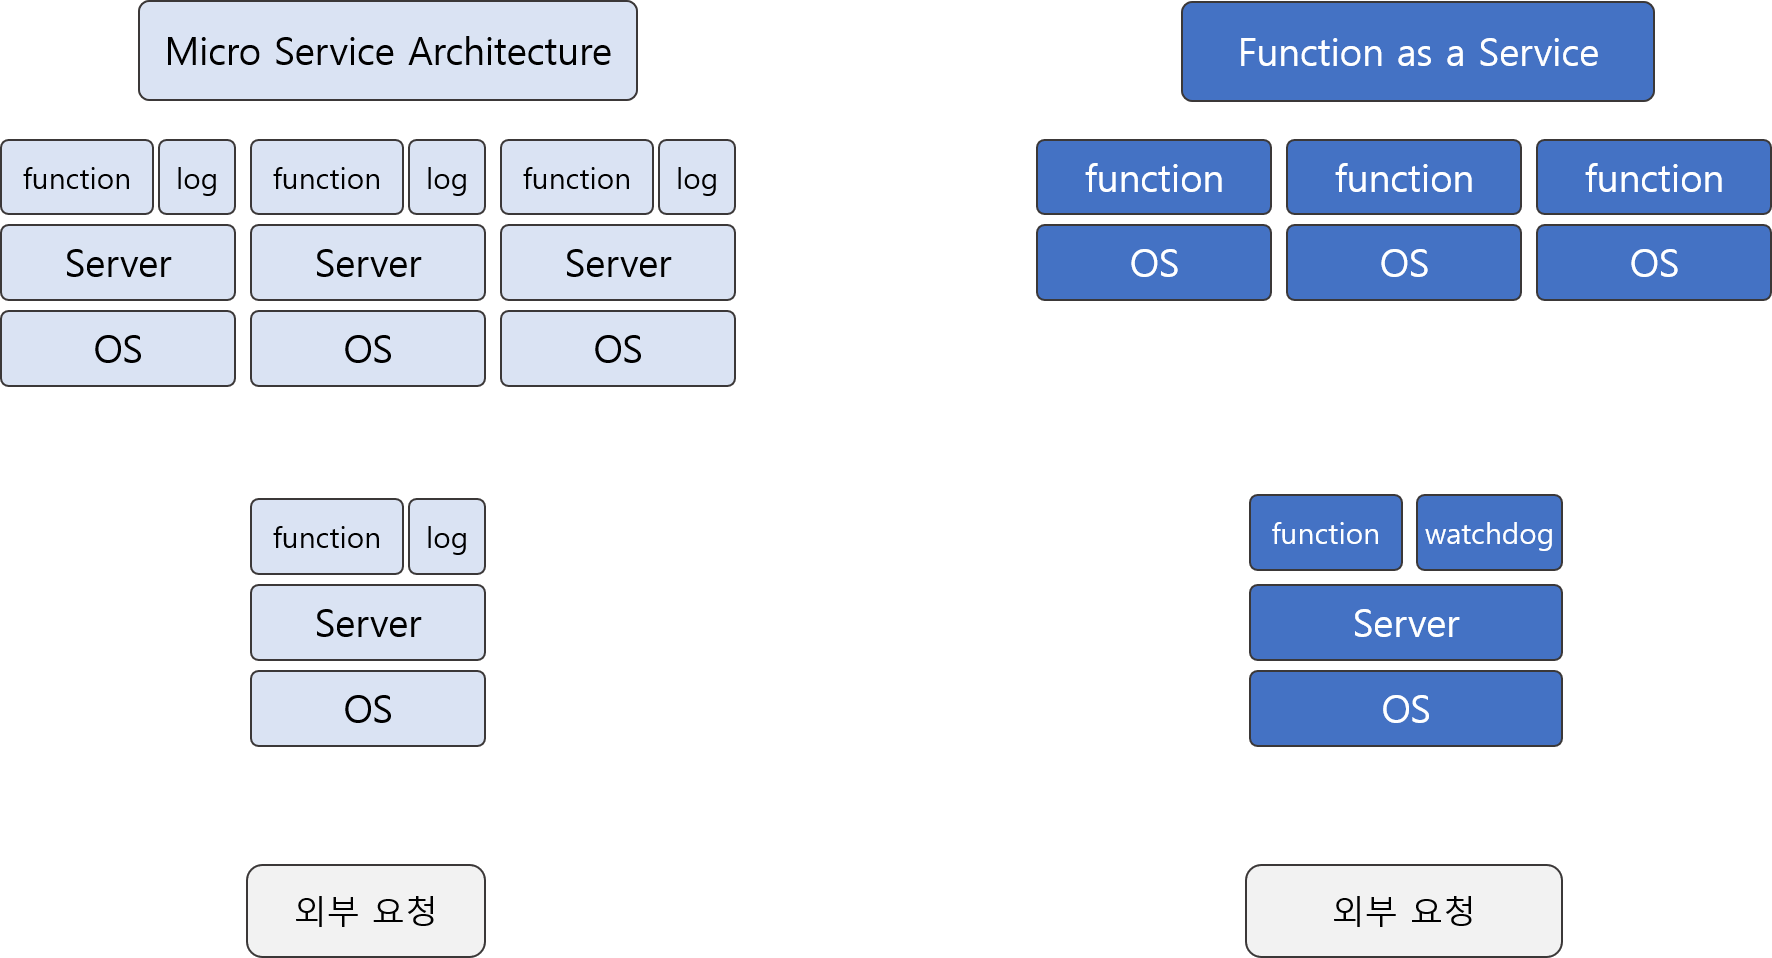 Micro Service Architecture
function log function log function log
Server Server Server
OS OS OS
function log
Server
OS
외부 요청
Function as a Service
function function function
OS OS OS
function watchdog
Server
OS
외부 요청